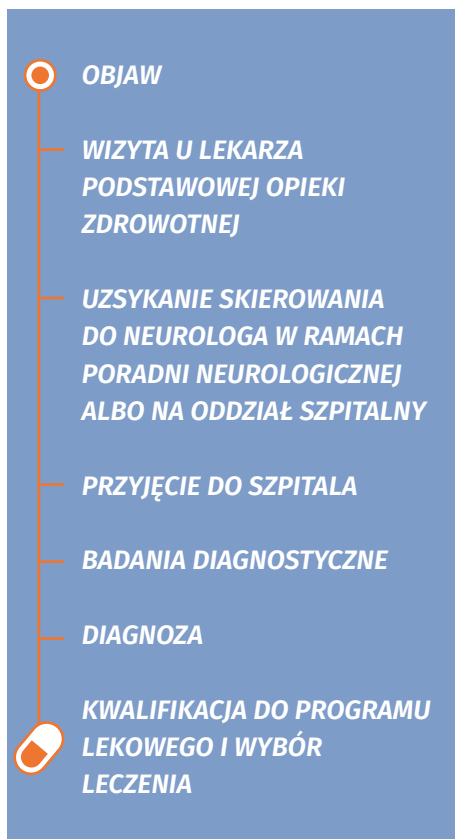 OBJAW
WIZYTA U LEKARZA
PODSTAWOWEJ OPIEKI
ZDROWOTNEJ
UZSYKANIE SKIEROWANIA
DO NEUROLOGA W RAMACH
PORADNI NEUROLOGICZNEJ
ALBO NA ODDZIAŁ SZPITALNY
PRZYJĘCIE DO SZPITALA
BADANIA DIAGNOSTYCZNE
DIAGNOZA
KWALIFIKACJA DO PROGRAMU
LEKOWEGO I WYBÓR
LECZENIA